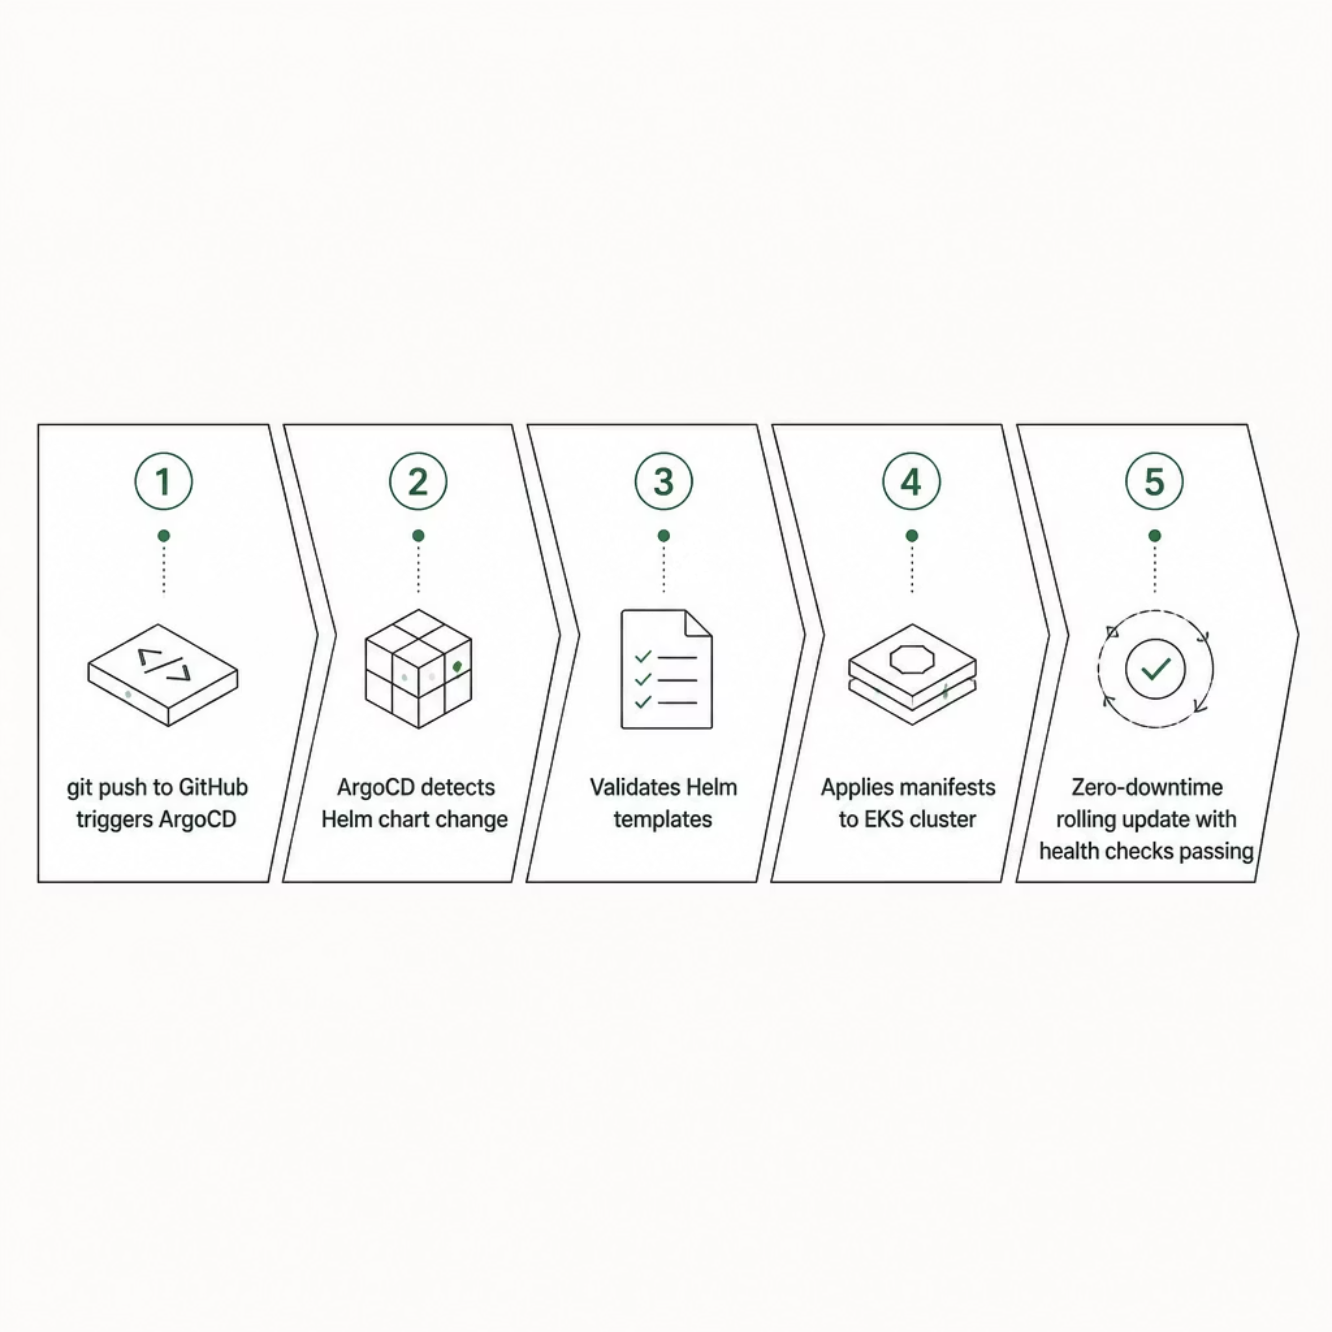 1
git push to GitHub
triggers ArgoCD
2
ArgoCD detects
Helm chart change
3
Validates Helm
templates
4
Applies manifests
to EKS cluster
5
Zero-downtime
rolling update with
health checks passing